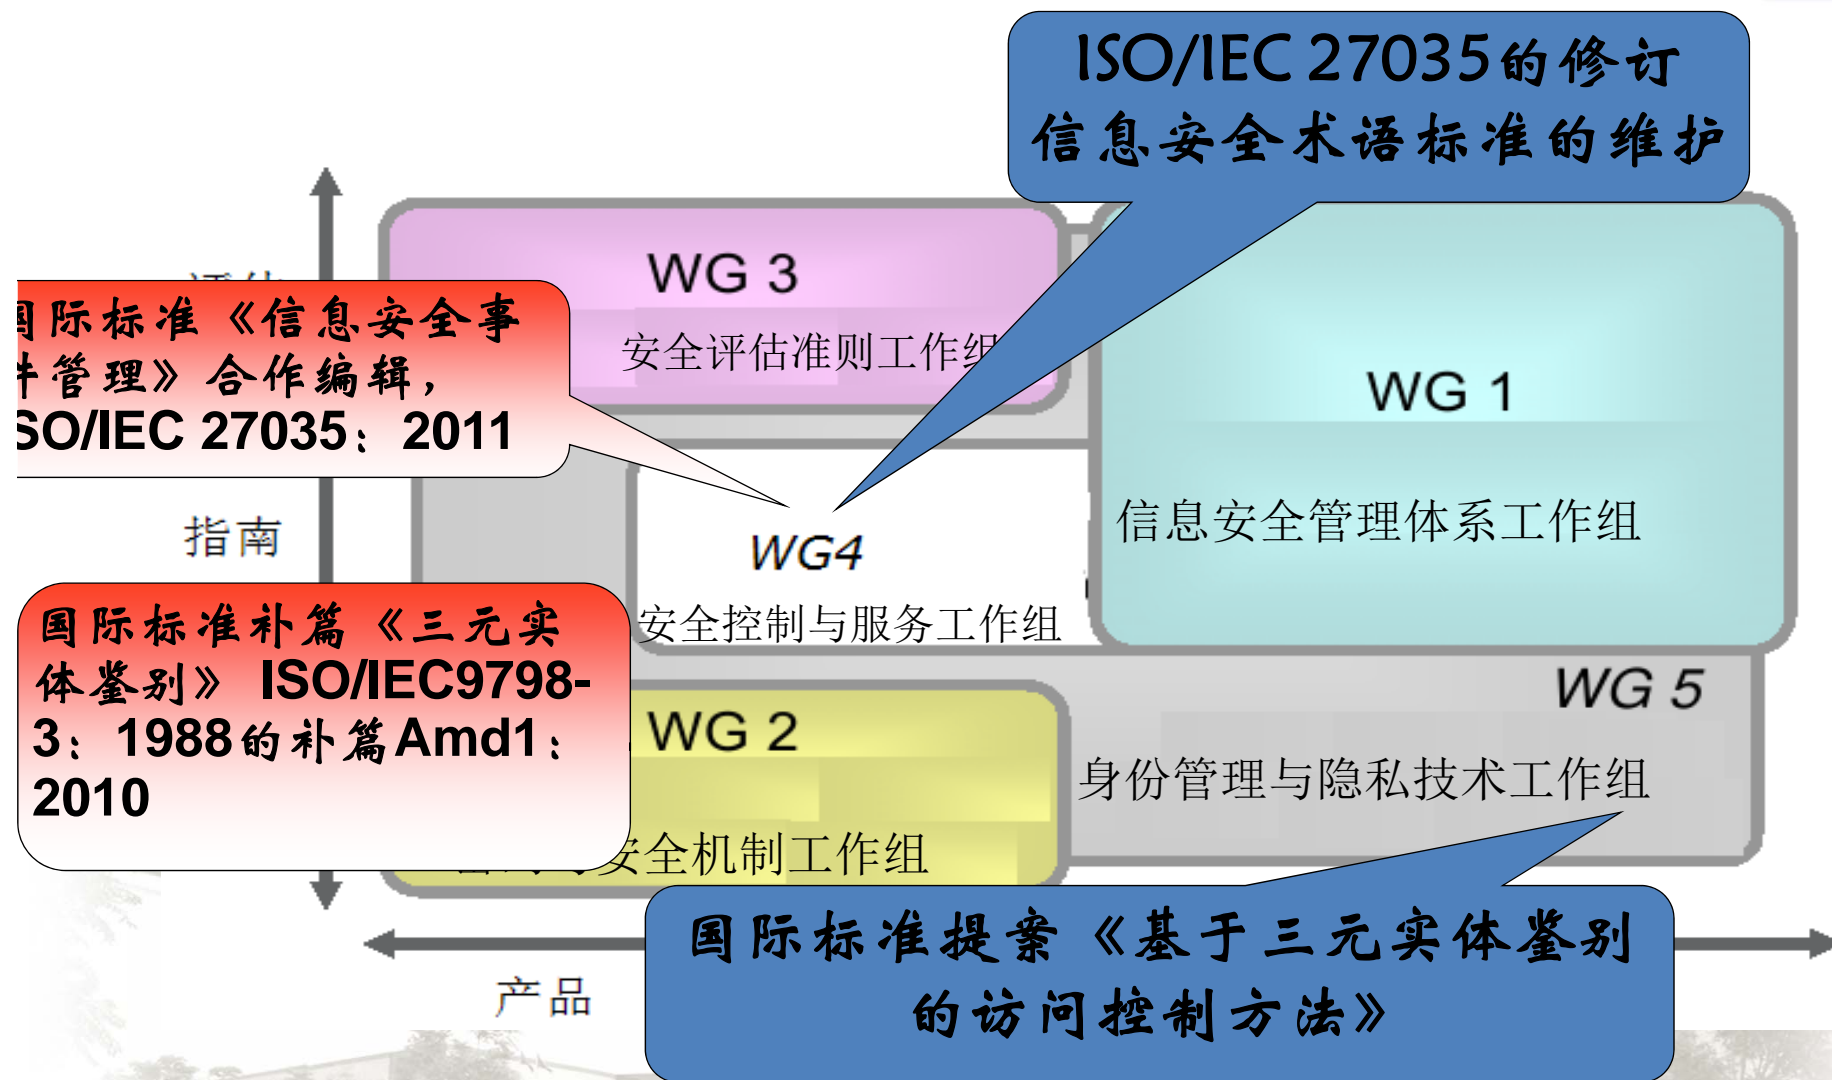 ISO/IEC 27035的修订
信息安全术语标准的维护
WG 3
安全评估准则工作组
国际标准《信息安全事
件管理》合作编辑，
SO/IEC 27035：2011
WG 1
信息安全管理体系工作组
指南
WG4
安全控制与服务工作组
国际标准补篇《三元实
体鉴别》 ISO/IEC9798-
3：1988的补篇Amd1：
2010
WG 5
身份管理与隐私技术工作组
WG 2
安全机制工作组
国际标准提案《基于三元实体鉴别
的访问控制方法》
产品